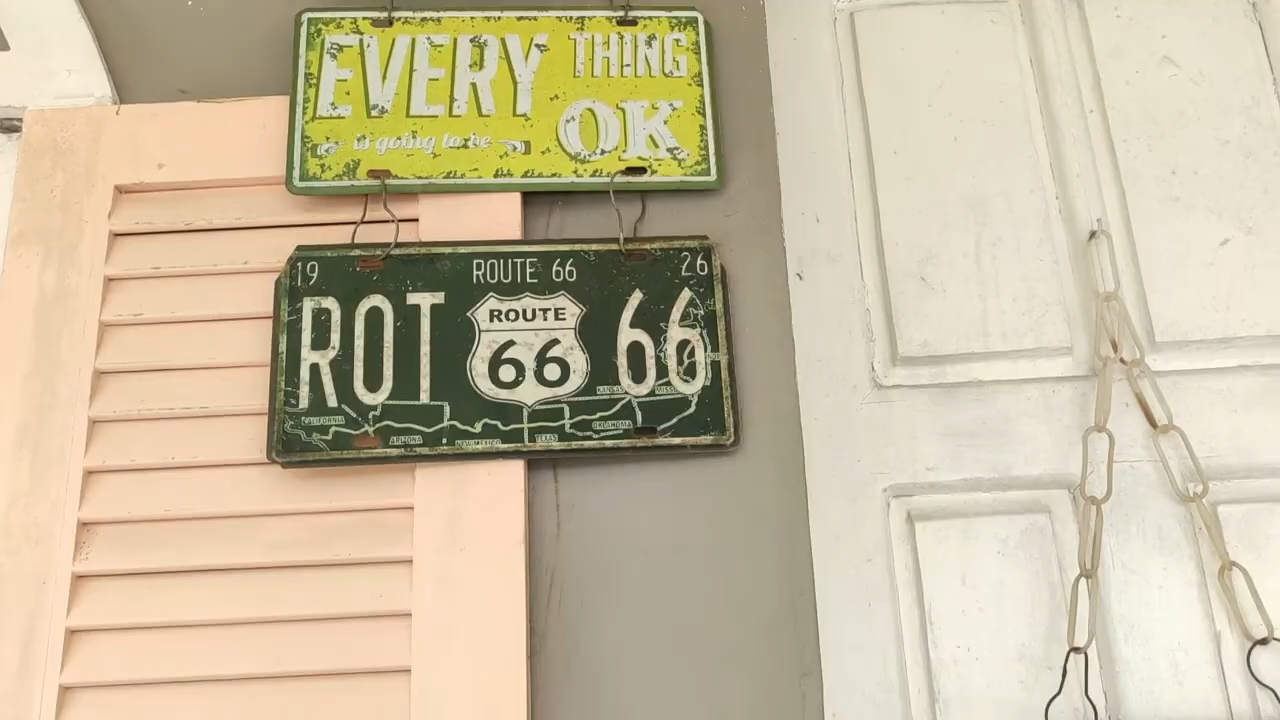 EVERY THING
is going to be OK
19 ROUTE 66 26
ROT ROUTE 66 66
KANSAS MISSOURI
CALIFORNIA ARIZONA NEW MEXICO TEXAS OKLAHOMA